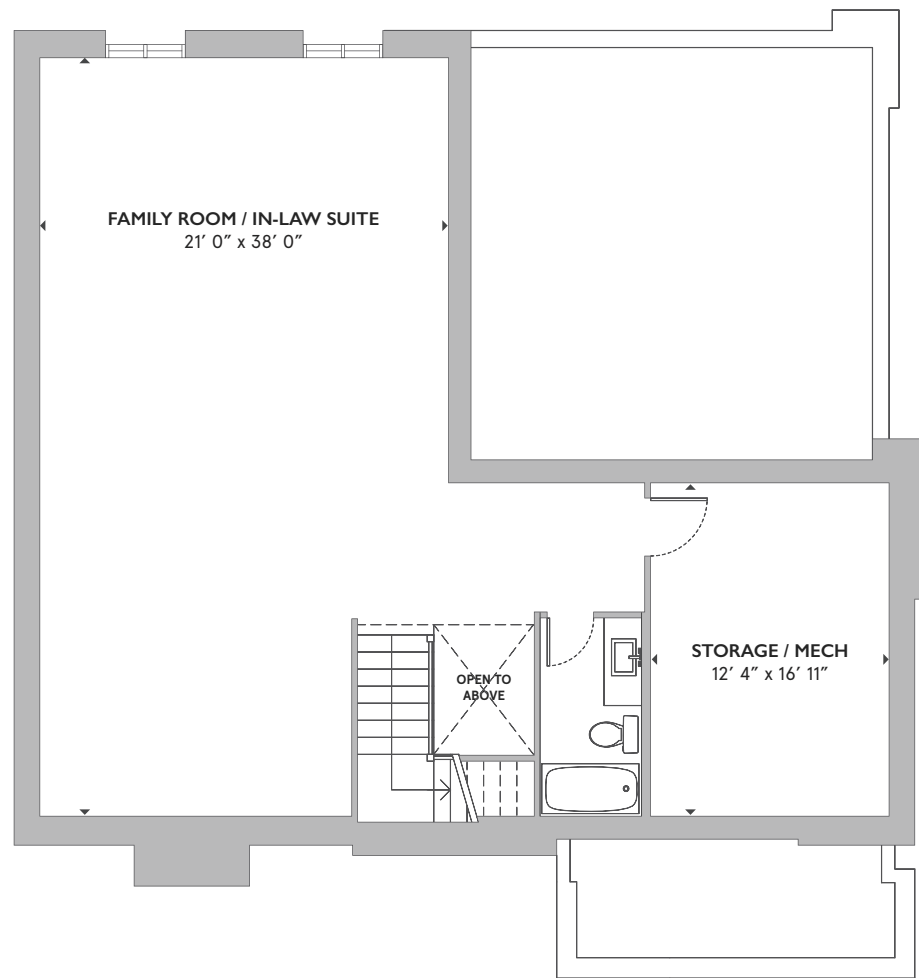 FAMILY ROOM / IN-LAW SUITE
21′ 0″ x 38′ 0″
OPEN TO
ABOVE
STORAGE / MECH
12′ 4″ x 16′ 11″